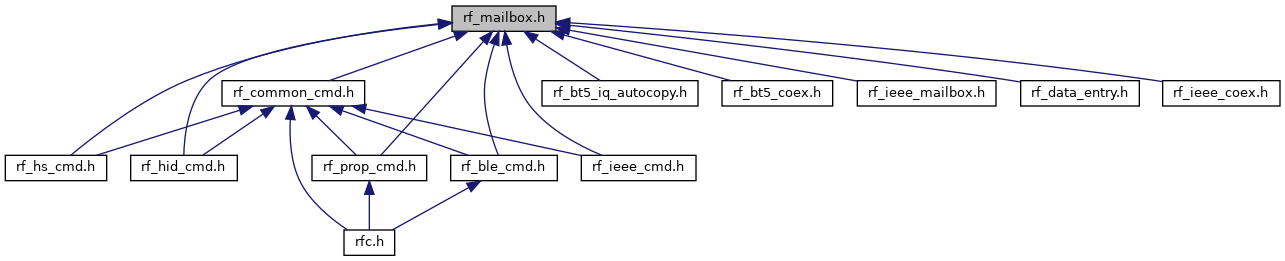 rf_mailbox.h
rf_common_cmd.h
rf_bt5_iq_autocopy.h
rf_bt5_coex.h
rf_ieee_mailbox.h
rf_data_entry.h
rf_ieee_coex.h
rf_hs_cmd.h
rf_hid_cmd.h
rf_prop_cmd.h
rf_ble_cmd.h
rf_ieee_cmd.h
rfc.h